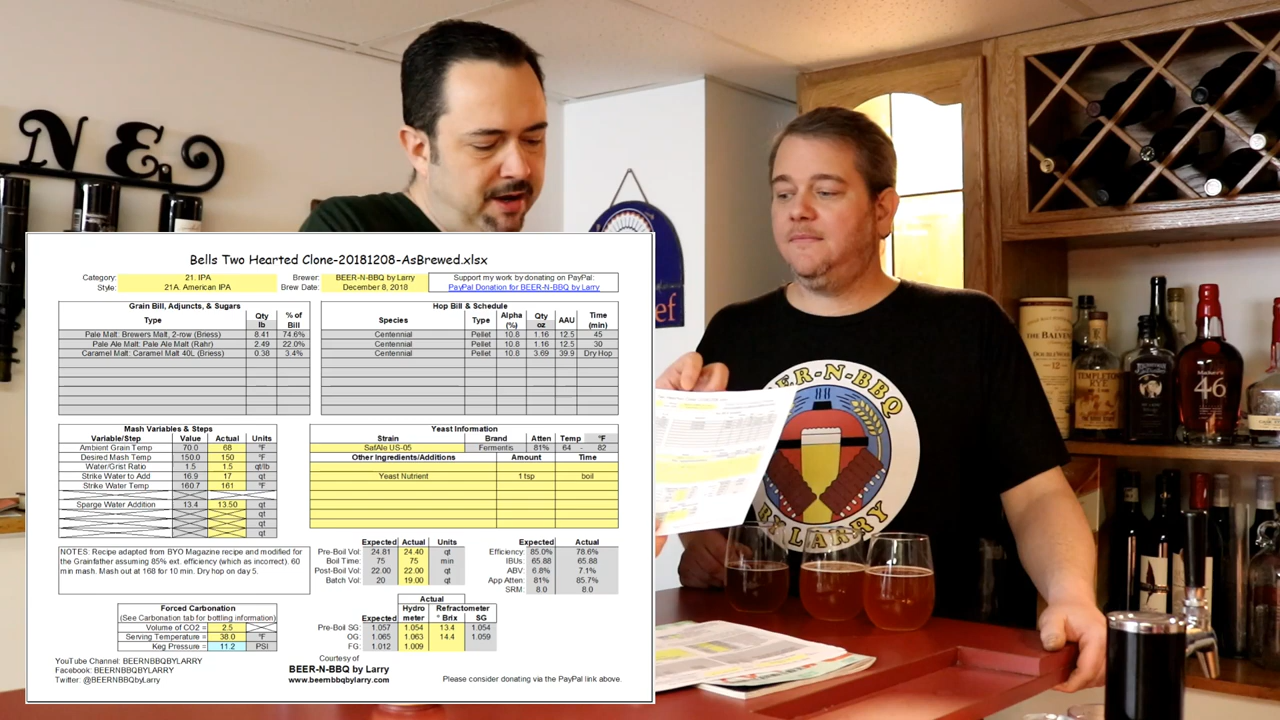 NE
Bells Two Hearted Clone-20181208-AsBrewed.xlsx
Category: 21. IPA Brewer: BEER-N-BBQ by Larry Support my work by donating on PayPal:
Style: 21A. American IPA Brew Date: December 8, 2018 PayPal Donation for BEER-N-BBQ by Larry
Grain Bill, Adjuncts, & Sugars
Type Qty lb % of Bill
Pale Malt: Brewers Malt, 2-row (Briess) 8.41 74.6%
Pale Ale Malt: Pale Ale Malt (Rahr) 2.49 22.0%
Caramel Malt: Caramel Malt 40L (Briess) 0.38 3.4%
Hop Bill & Schedule
Species Type Alpha (%) Qty oz AAU Time (min)
Centennial Pellet 10.8 1.16 12.5 45
Centennial Pellet 10.8 1.16 12.5 30
Centennial Pellet 10.8 3.69 39.9 Dry Hop
Mash Variables & Steps
Variable/Step Value Actual Units
Ambient Grain Temp 70.0 68 °F
Desired Mash Temp 150.0 150 °F
Water/Grist Ratio 1.5 1.5 qt/lb
Strike Water to Add 16.9 17 qt
Strike Water Temp 160.7 161 °F
Sparge Water Addition 13.4 13.50 qt
qt
qt
qt
Yeast Information
Strain Brand Atten Temp °F
SafAle US-05 Fermentis 81% 64 - 82
Other Ingredients/Additions Amount Time
Yeast Nutrient 1 tsp boil
NOTES: Recipe adapted from BYO Magazine recipe and modified for
the Grainfather assuming 85% ext. efficiency (which as incorrect). 60
min mash. Mash out at 168 for 10 min. Dry hop on day 5.
Expected Actual Units
Pre-Boil Vol: 24.81 24.40 qt
Boil Time: 75 75 min
Post-Boil Vol: 22.00 22.00 qt
Batch Vol: 20 19.00 qt
Expected Actual
Efficiency: 85.0% 78.6%
IBUs: 65.88 65.88
ABV: 6.8% 7.1%
App Atten: 81% 85.7%
SRM: 8.0 8.0
Forced Carbonation
(See Carbonation tab for bottling information)
Volume of CO2 = 2.5
Serving Temperature = 38.0 °F
Keg Pressure = 11.2 PSI
Actual
Expected Hydro meter Refractometer ° Brix SG
Pre-Boil SG: 1.057 1.054 13.4 1.054
OG: 1.065 1.063 14.4 1.059
FG: 1.012 1.009
YouTube Channel: BEERNBBQBYLARRY
Facebook: BEERNBBQBYLARRY
Twitter: @BEERNBBQbyLarry
Courtesy of
BEER-N-BBQ by Larry
www.beernbbqbylarry.com
Please consider donating via the PayPal link above.
ef
BEER-N-BBQ
BY LARRY
THE BALVENIE
DOUBLEWOOD
12
TEMPLETON
RYE
Maker's
46